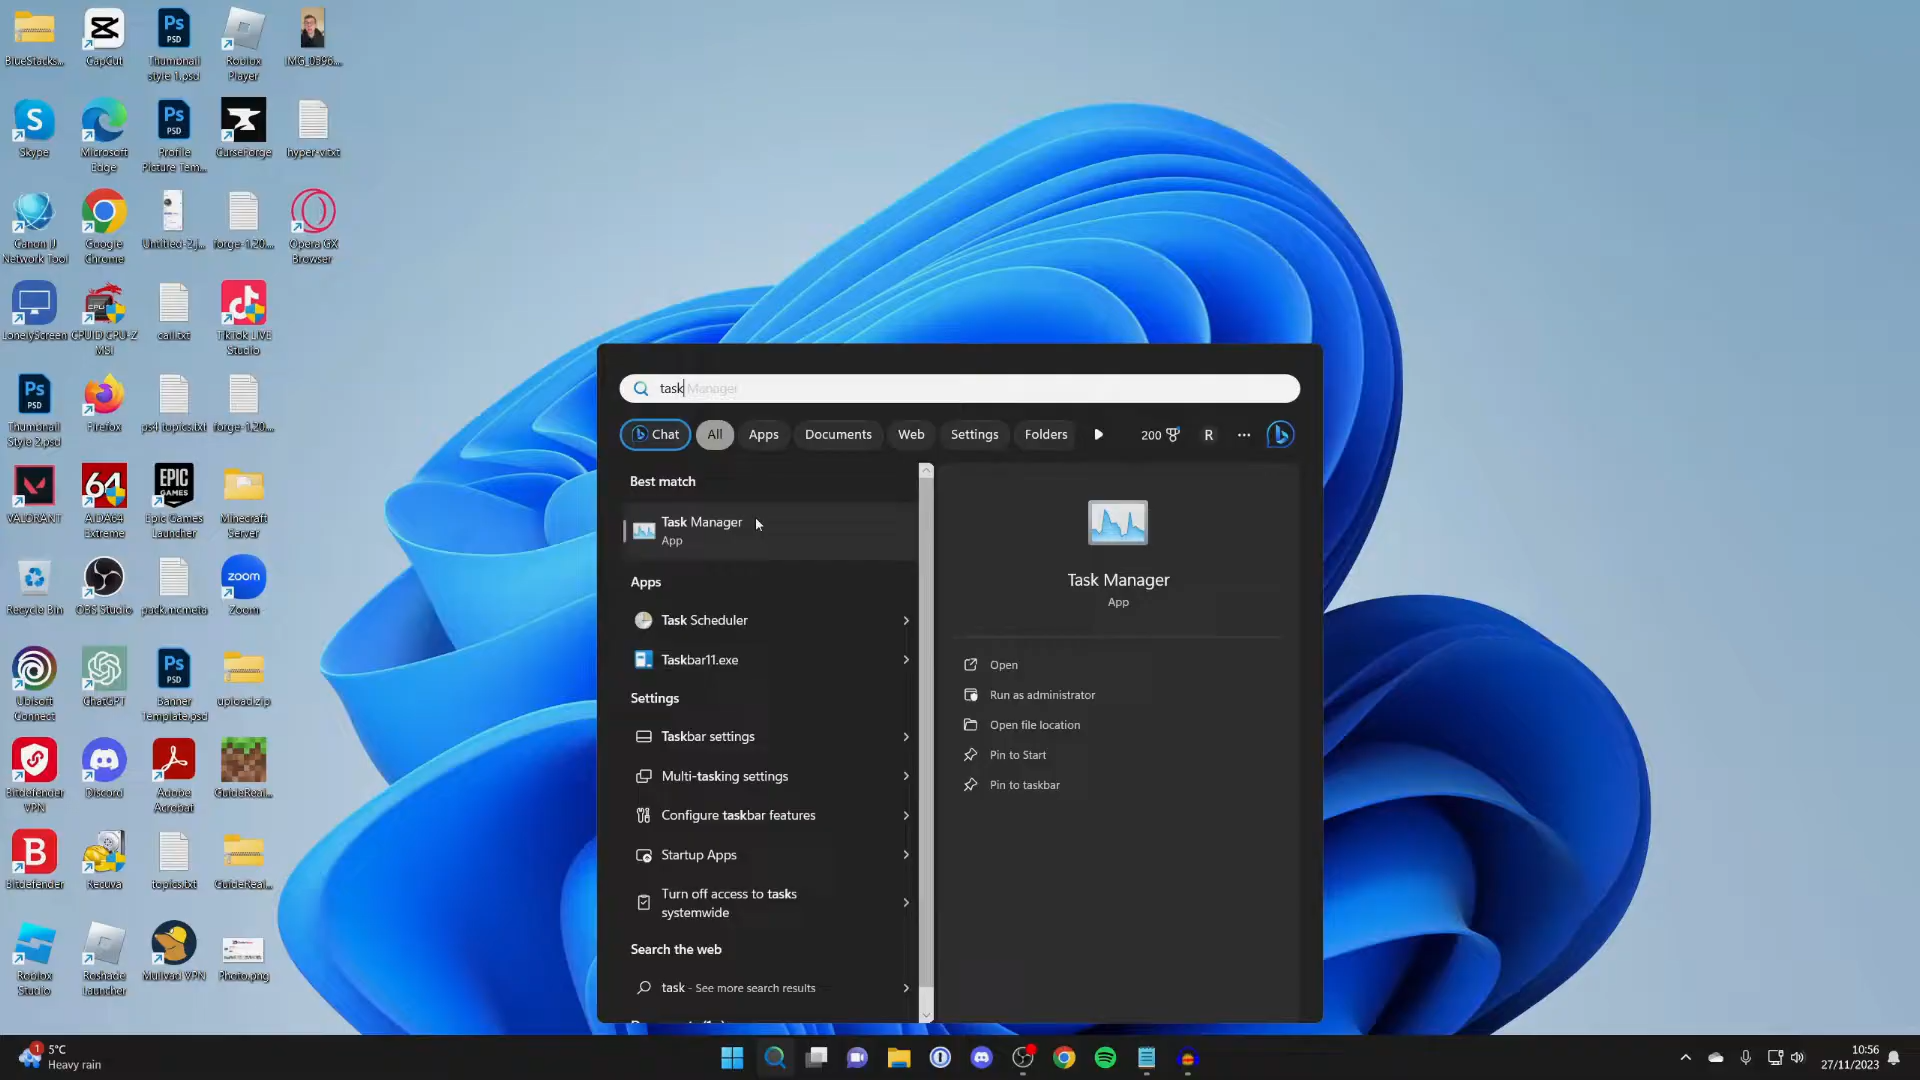 BlueStacks...
CapCut
Thumbnail
style 1.psd
Roblox
Player
IMG_0396...
Skype
Microsoft
Edge
Profile
Picture Tem...
CurseForge
hyper-v.txt
Canon IJ
Network Tool
Google
Chrome
Untitled-2.j...
forge-1.20...
Opera GX
Browser
LonelyScreen
CPUID CPU-Z
MSI
call.txt
TikTok LIVE
Studio
Thumbnail
Style 2.psd
Firefox
ps4 topics.txt
forge-1.20...
VALORANT
64
AIDA64
Extreme
EPIC
GAMES
Epic Games
Launcher
Minecraft
Server
Recycle Bin
OBS Studio
pack.mcmeta
zoom
Zoom
Ubisoft
Connect
ChatGPT
Banner
Template.psd
upload.zip
Bitdefender
VPN
Discord
Adobe
Acrobat
GuideReal...
Bitdefender
Recuva
topics.txt
GuideReal...
Roblox
Studio
Reshade
Launcher
Mullvad VPN
Photo.png
task Manager
Chat
All
Apps
Documents
Web
Settings
Folders
200
R
Best match
Task Manager
App
Apps
Task Scheduler
Taskbar11.exe
Settings
Taskbar settings
Multi-tasking settings
Configure taskbar features
Startup Apps
Turn off access to tasks
systemwide
Search the web
task - See more search results
Task Manager
App
Open
Run as administrator
Open file location
Pin to Start
Pin to taskbar
1
5°C
Heavy rain
10:56
27/11/2023